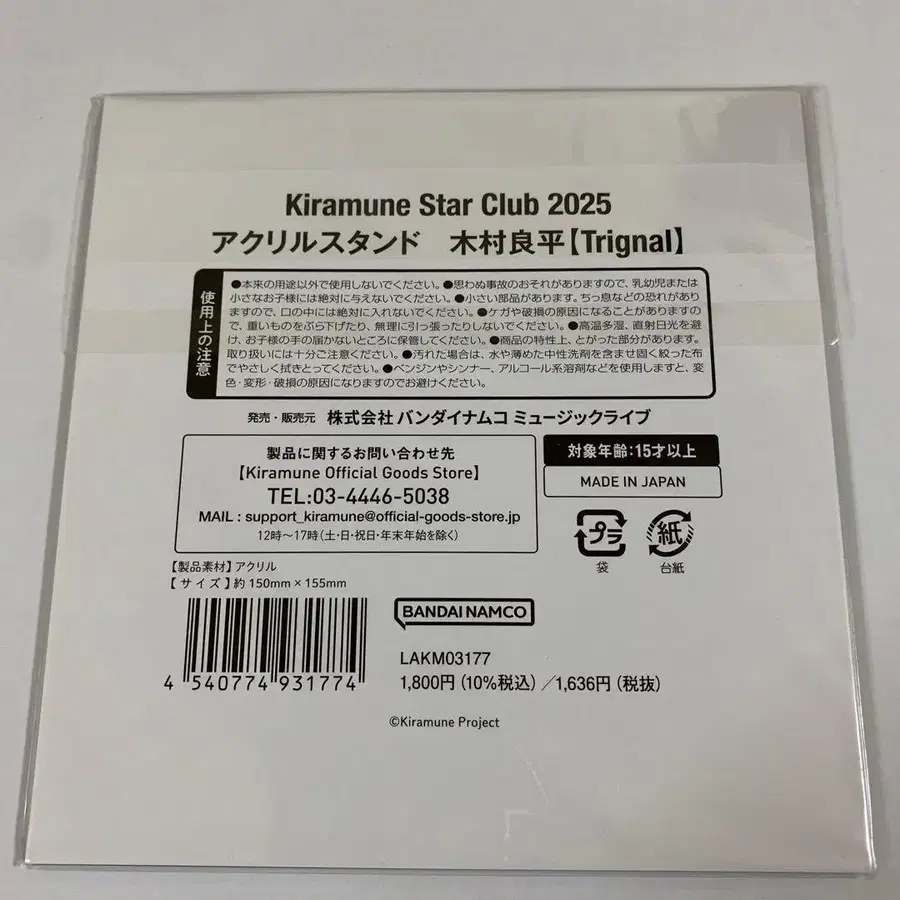 Kiramune Star Club 2025
アクリルスタンド　木村良平【Trignal】
使用上の注意
●本来の用途以外で使用しないでください。●思わぬ事故のおそれがありますので、乳幼児または
小さなお子様には絶対に与えないでください。●小さい部品があります。ちっ息などの恐れがあり
ますので、口の中には絶対に入れないでください。●ケガや破損の原因になることがありますの
で、重いものをぶら下げたり、無理に引っ張ったりしないでください。●高温多湿、直射日光を避
け、お子様の手の届かないところに保管してください。●商品の特性上、とがった部分があります。
取り扱いには十分ご注意ください。●汚れた場合は、水や薄めた中性洗剤を含ませ固く絞った布
でやさしく拭きとってください。●ベンジンやシンナー、アルコール系溶剤などを使用しますと、変
色・変形・破損の原因になりますのでお避けください。
発売・販売元　株式会社 バンダイナムコ ミュージックライブ
製品に関するお問い合わせ先
【Kiramune Official Goods Store】
TEL:03-4446-5038
MAIL : support_kiramune@official-goods-store.jp
12時～17時（土・日・祝日・年末年始を除く）
対象年齢：15才以上
MADE IN JAPAN
プラ
袋
紙
台紙
【製品素材】アクリル
【 サ イ ズ 】約 150mm × 155mm
4 540774 931774
BANDAI NAMCO
LAKM03177
1,800円（10％税込）／1,636円（税抜）
©Kiramune Project